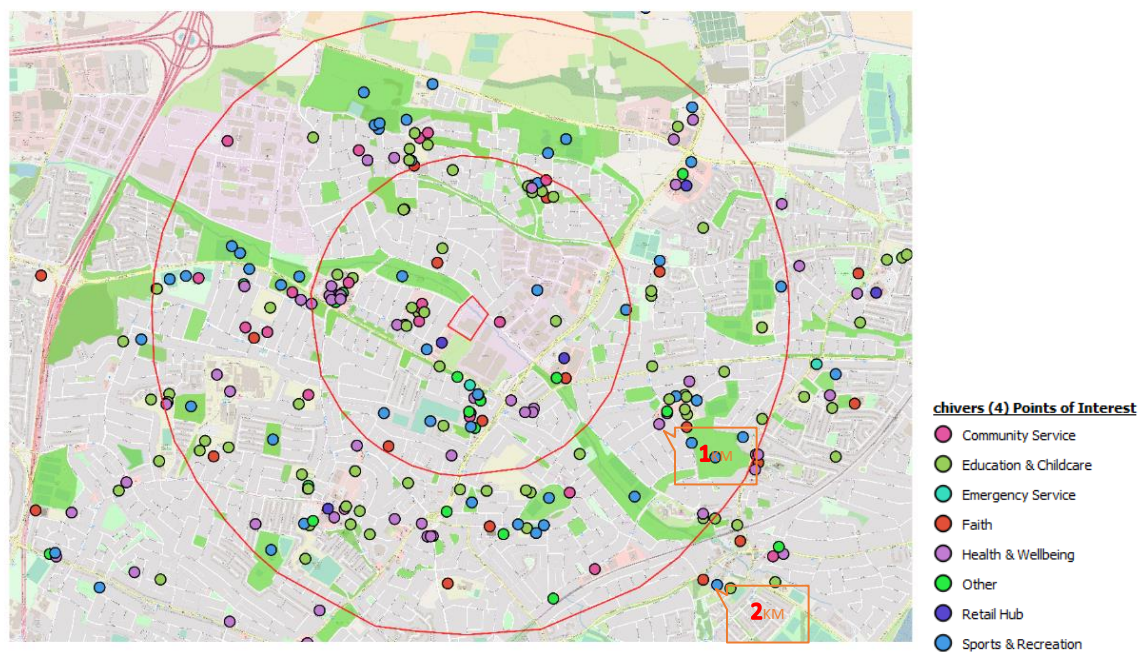 chivers (4) Points of Interest
Community Service
Education & Childcare
Emergency Service
Faith
Health & Wellbeing
Other
Retail Hub
Sports & Recreation
1KM
2KM